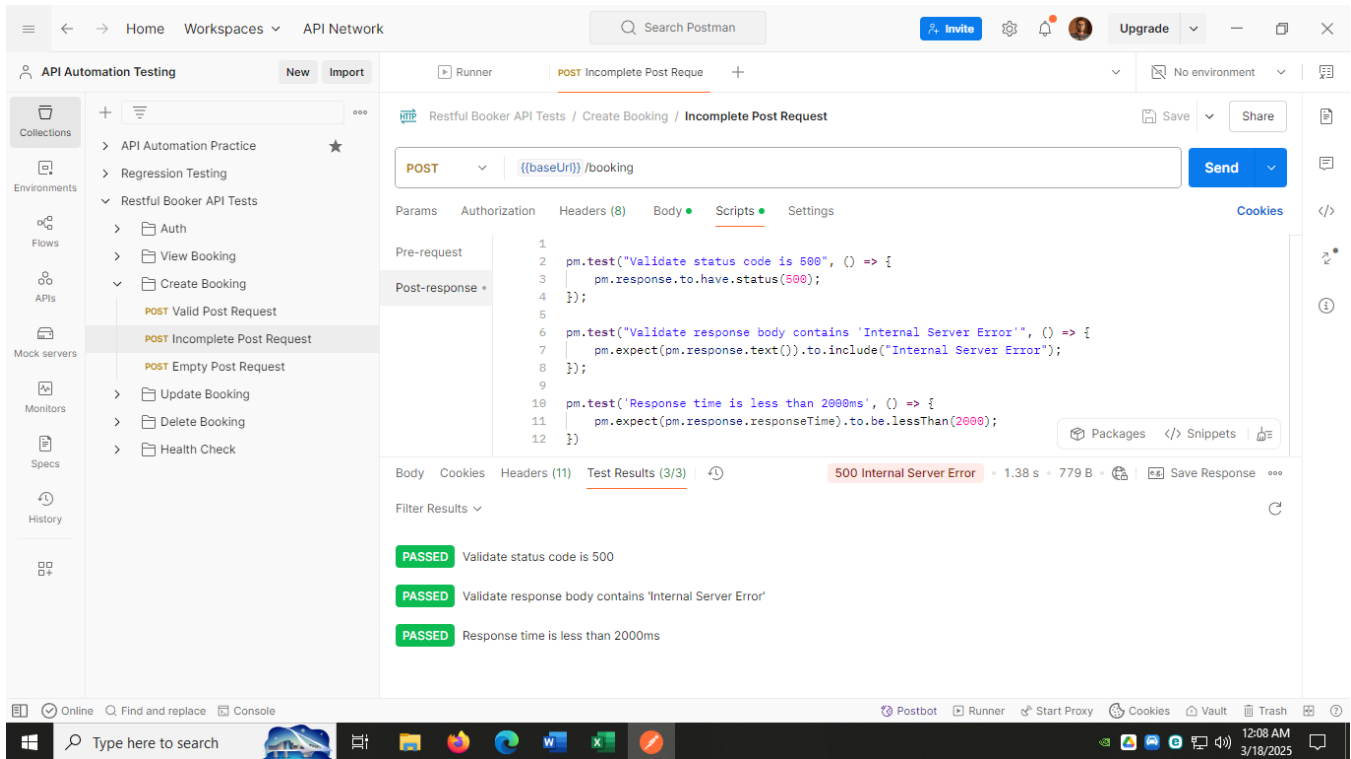 Home Workspaces API Network Search Postman Invite Upgrade
API Automation Testing New Import Runner POST Incomplete Post Reque No environment
Collections
Environments
Flows
APIs
Mock servers
Monitors
Specs
History
API Automation Practice
Regression Testing
Restful Booker API Tests
Auth
View Booking
Create Booking
POST Valid Post Request
POST Incomplete Post Request
POST Empty Post Request
Update Booking
Delete Booking
Health Check
HTTP Restful Booker API Tests / Create Booking / Incomplete Post Request Save Share
POST {{baseUrl}} /booking Send
Params Authorization Headers (8) Body Scripts Settings Cookies
Pre-request
Post-response
1
2 pm.test("Validate status code is 500", () => {
3 pm.response.to.have.status(500);
4 });
5
6 pm.test("Validate response body contains 'Internal Server Error'", () => {
7 pm.expect(pm.response.text()).to.include("Internal Server Error");
8 });
9
10 pm.test('Response time is less than 2000ms', () => {
11 pm.expect(pm.response.responseTime).to.be.lessThan(2000);
12 })
Packages Snippets
Body Cookies Headers (11) Test Results (3/3) 500 Internal Server Error 1.38 s 779 B e.g. Save Response
Filter Results
PASSED Validate status code is 500
PASSED Validate response body contains 'Internal Server Error'
PASSED Response time is less than 2000ms
Online Find and replace Console Postbot Runner Start Proxy Cookies Vault Trash
Type here to search 12:08 AM
3/18/2025